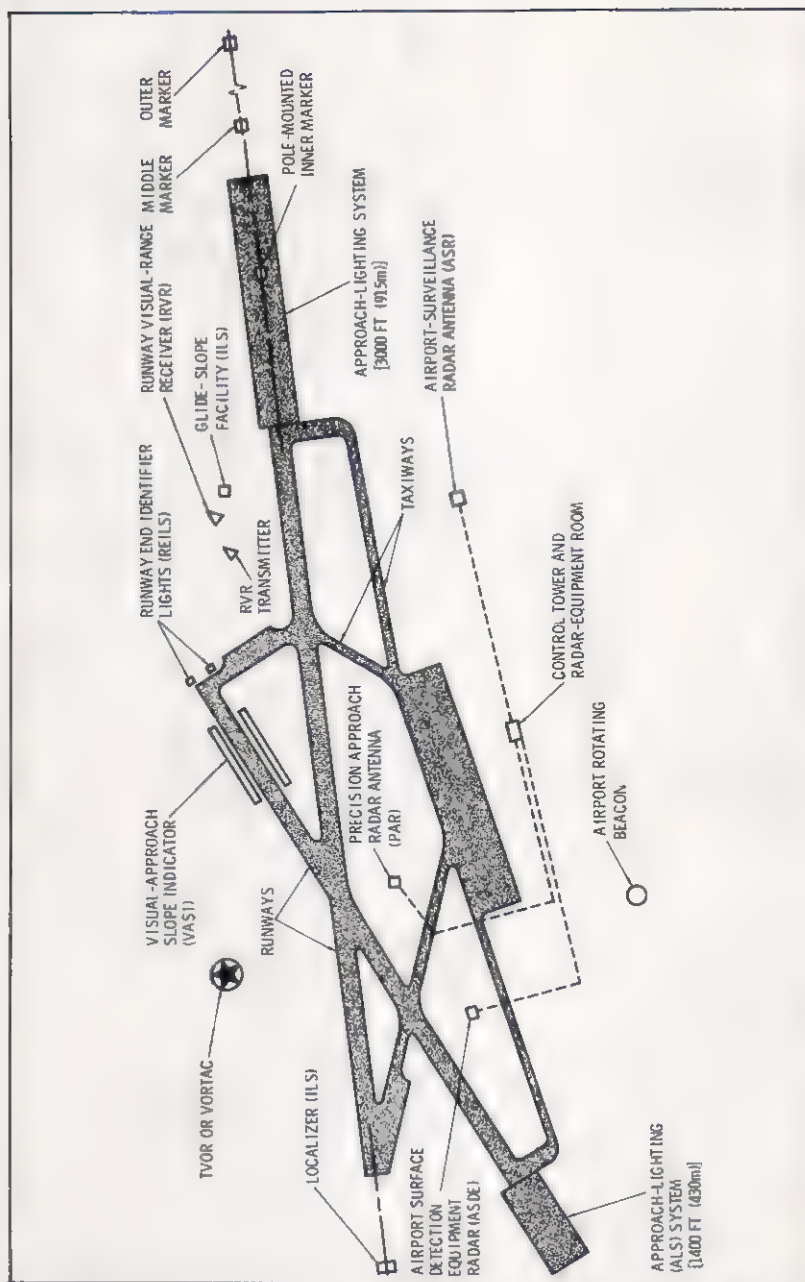 TVOR OR VORTAC
VISUAL-APPROACH
SLOPE INDICATOR
(VASI)
RUNWAY END IDENTIFIER
LIGHTS (REILS)
RUNWAY VISUAL-RANGE
RECEIVER (RVR)
MIDDLE
MARKER
OUTER
MARKER
GLIDE-SLOPE
FACILITY (ILS)
RVR
TRANSMITTER
POLE-MOUNTED
INNER MARKER
LOCALIZER (ILS)
RUNWAYS
APPROACH-LIGHTING SYSTEM
[3000 FT (915m)]
PRECISION APPROACH
RADAR ANTENNA
(PAR)
TAXIWAYS
AIRPORT-SURVEILLANCE
RADAR ANTENNA (ASR)
AIRPORT SURFACE
DETECTION
EQUIPMENT
RADAR (ASDE)
CONTROL TOWER AND
RADAR-EQUIPMENT ROOM
AIRPORT ROTATING
BEACON
APPROACH-LIGHTING
(ALS) SYSTEM
[1400 FT (430m)]